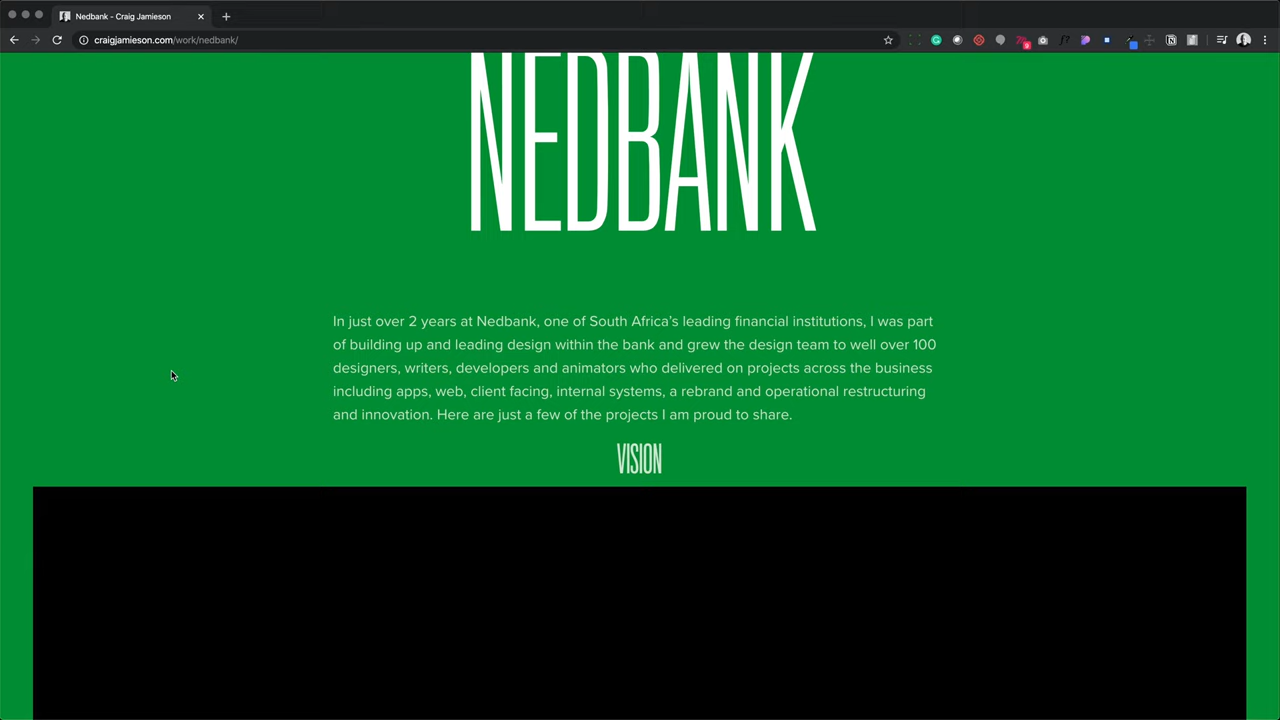 Nedbank - Craig Jamieson
craigjamieson.com/work/nedbank/
9
NEDBANK
In just over 2 years at Nedbank, one of South Africa's leading financial institutions, I was part
of building up and leading design within the bank and grew the design team to well over 100
designers, writers, developers and animators who delivered on projects across the business
including apps, web, client facing, internal systems, a rebrand and operational restructuring
and innovation. Here are just a few of the projects I am proud to share.
VISION